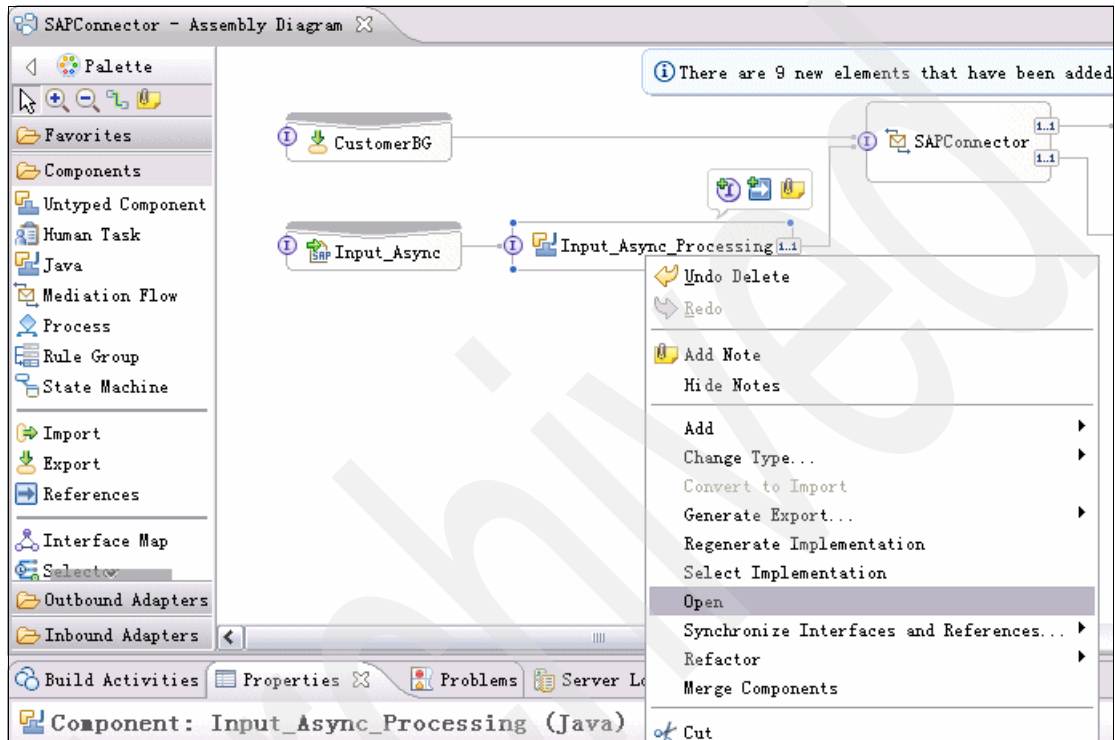 SAPConnector - Assembly Diagram
Palette
There are 9 new elements that have been added
Favorites
CustomerBG
SAPConnector
1..1
1..1
Components
Untyped Component
Human Task
Input_Async
Input_Async_Processing
1..1
Java
Mediation Flow
Process
Rule Group
State Machine
Import
Export
References
Interface Map
Selector
Outbound Adapters
Inbound Adapters
Undo Delete
Redo
Add Note
Hide Notes
Add
Change Type...
Convert to Import
Generate Export...
Regenerate Implementation
Select Implementation
Open
Synchronize Interfaces and References...
Refactor
Merge Components
Cut
Build Activities
Properties
Problems
Server Lo
Component: Input_Async_Processing (Java)